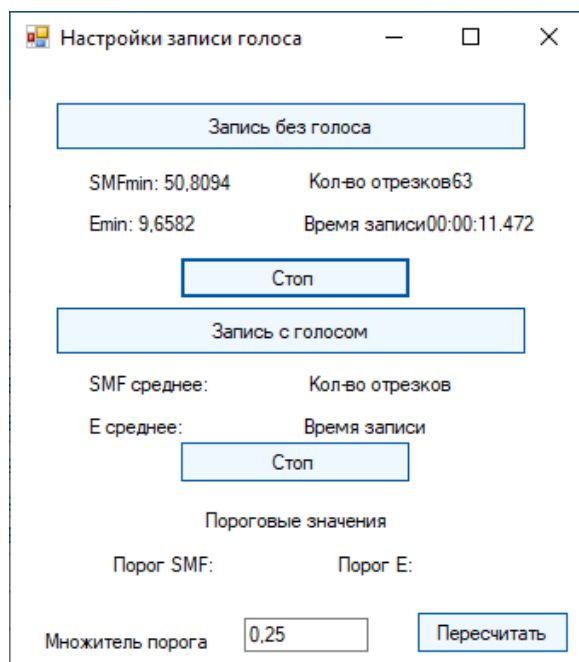 Настройки записи голоса
Запись без голоса
SMFmin: 50,8094 Кол-во отрезков63
Emin: 9,6582 Время записи00:00:11.472
Стоп
Запись с голосом
SMF среднее: Кол-во отрезков
E среднее: Время записи
Стоп
Пороговые значения
Порог SMF: Порог E:
Множитель порога 0,25 Пересчитать